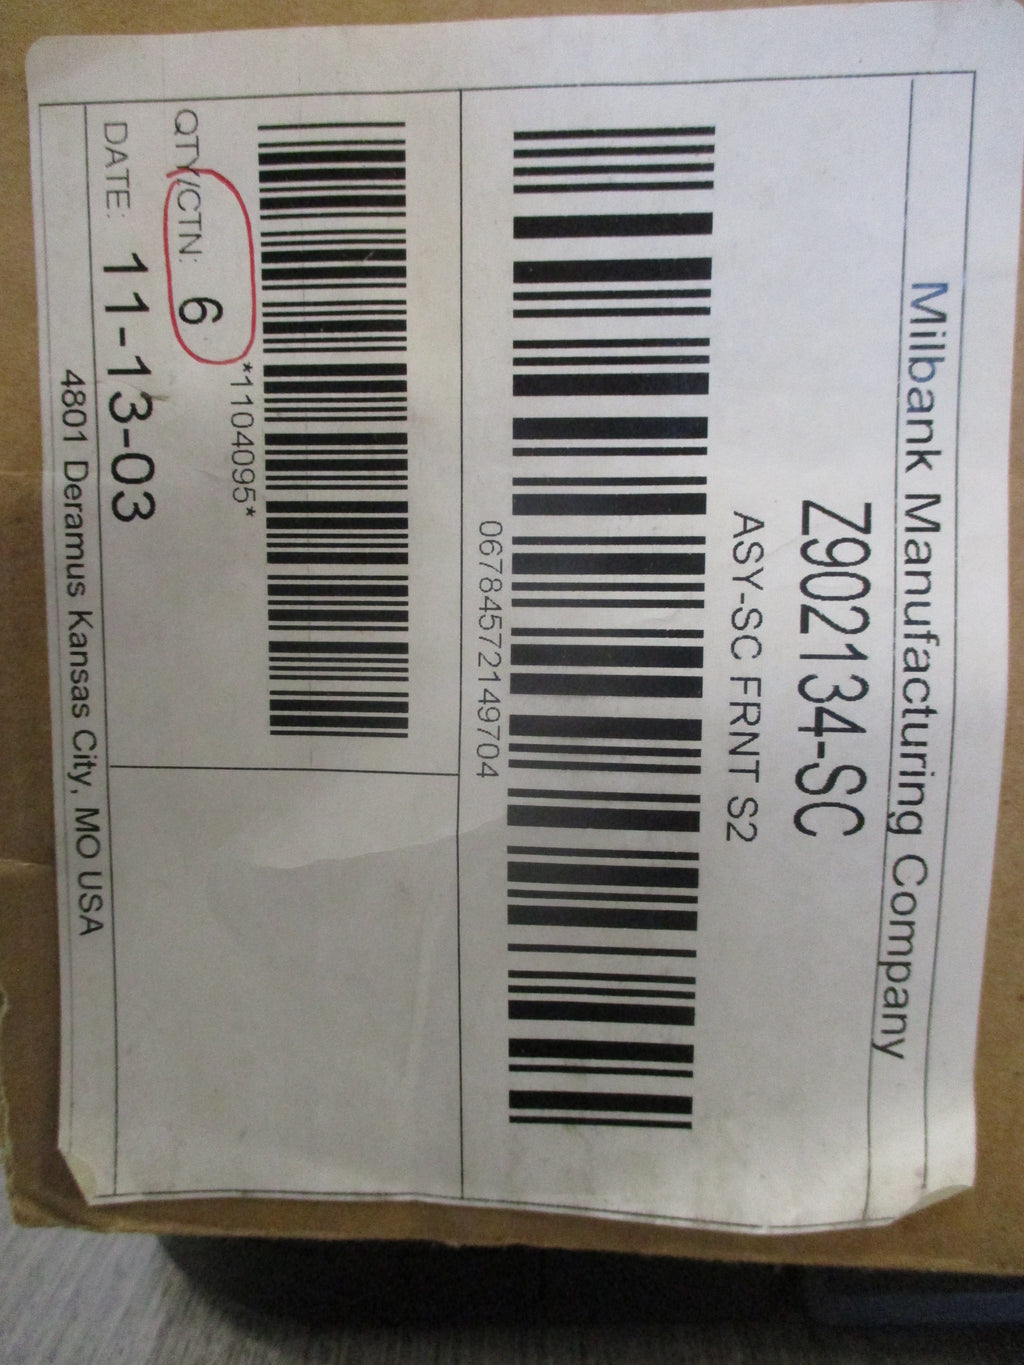 Milbank Manufacturing Company
Z902134-SC
ASY-SC FRNT S2
06784572149704
*1104095*
QTY/CTN: 6
DATE: 11-13-03
4801 Deramus Kansas City, MO USA